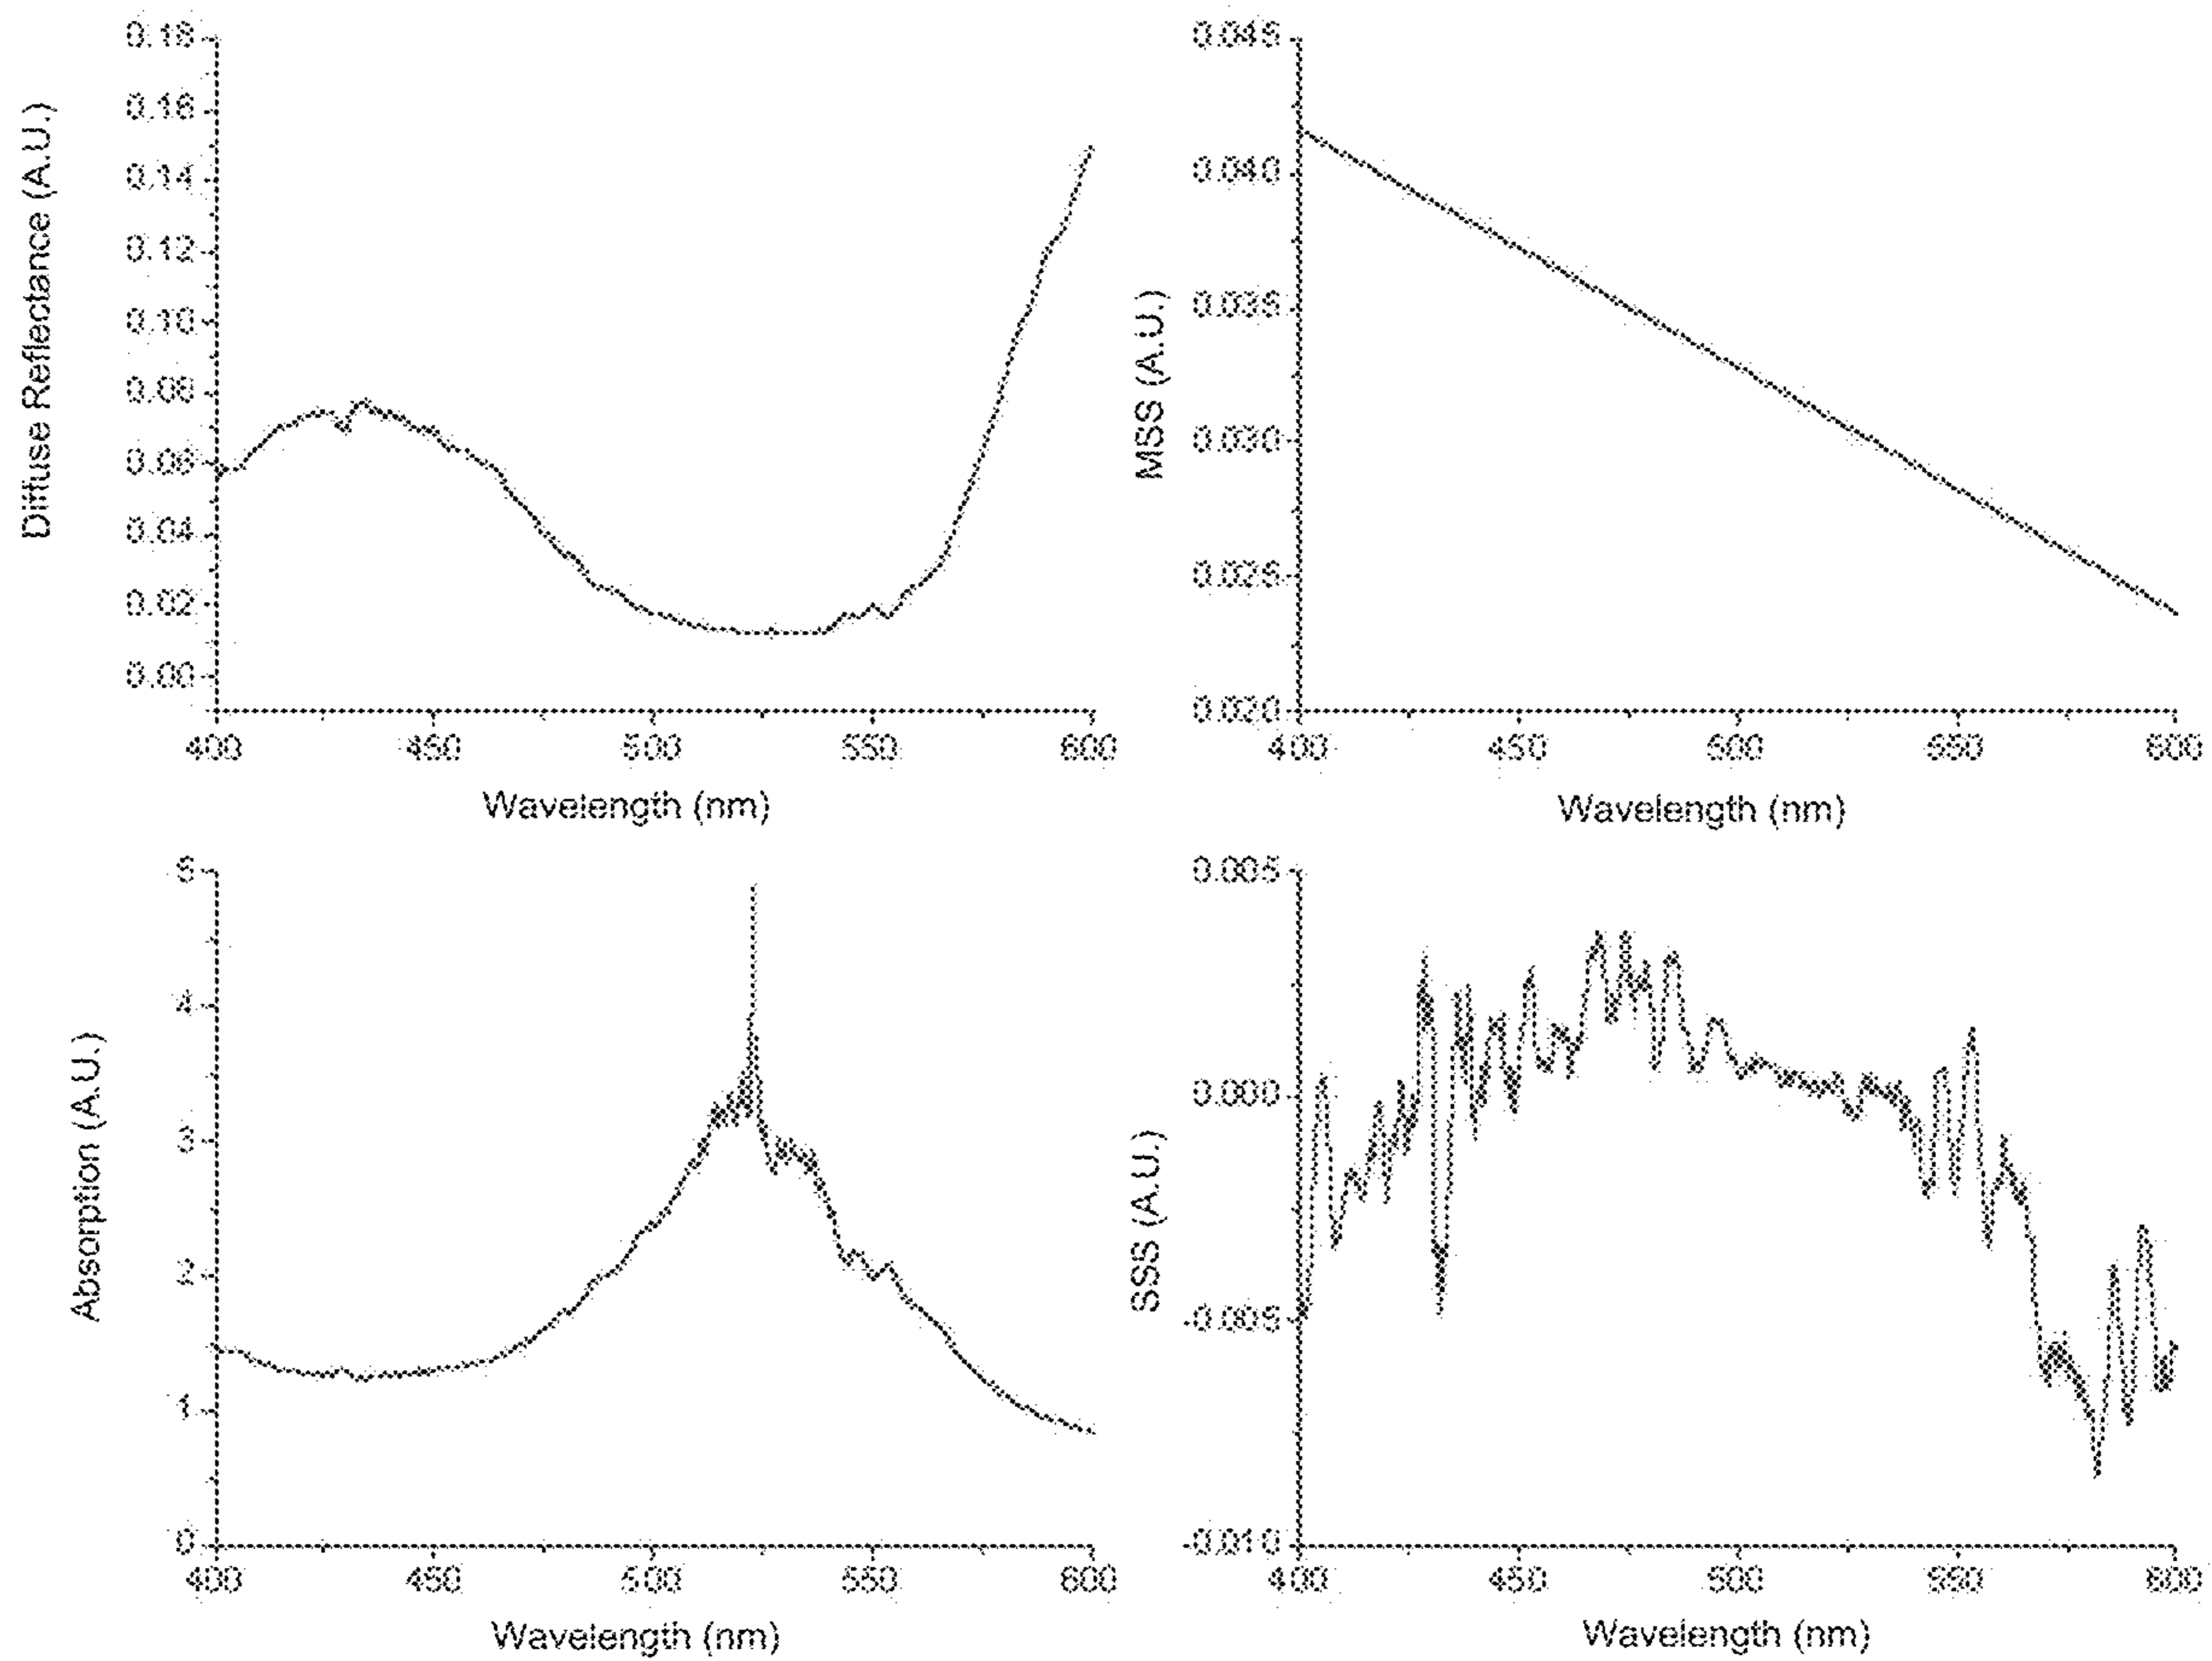 Diffuse Reflectance (A.U.)
0.18
0.16
0.14
0.12
0.10
0.08
0.06
0.04
0.02
0.00
400 450 500 550 600
Wavelength (nm)
MSS (A.U.)
0.045
0.040
0.035
0.030
0.025
0.020
400 450 500 550 600
Wavelength (nm)
Absorption (A.U.)
5
4
3
2
1
0
400 450 500 550 600
Wavelength (nm)
SSS (A.U.)
0.005
0.000
-0.005
-0.010
400 450 500 550 600
Wavelength (nm)